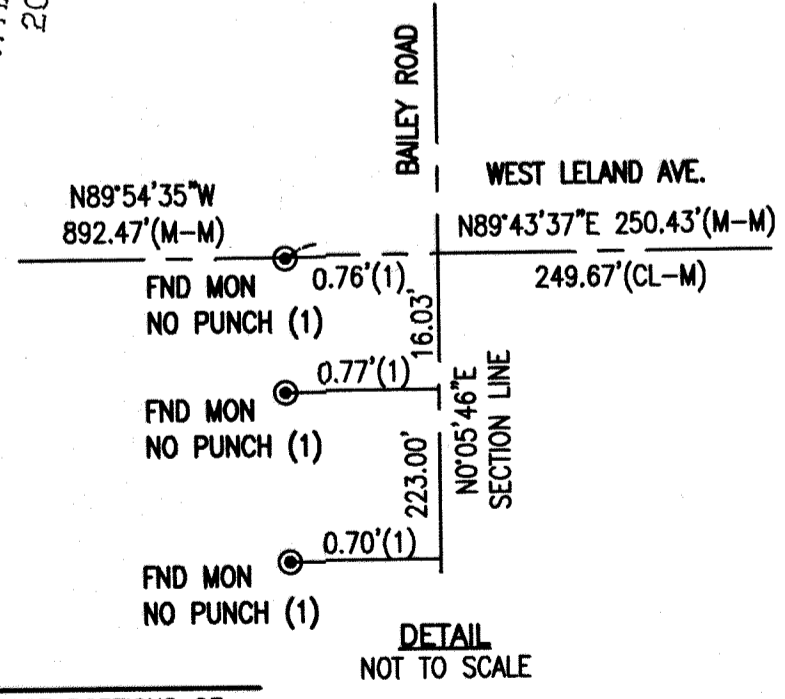 20
BAILEY ROAD
WEST LELAND AVE.
N89°54'35"W
892.47'(M-M)
N89°43'37"E 250.43'(M-M)
249.67'(CL-M)
0.76'(1)
FND MON
NO PUNCH (1)
16.03'
0.77'(1)
FND MON
NO PUNCH (1)
N0°05'46"E
SECTION LINE
223.00'
0.70'(1)
FND MON
NO PUNCH (1)
DETAIL
NOT TO SCALE